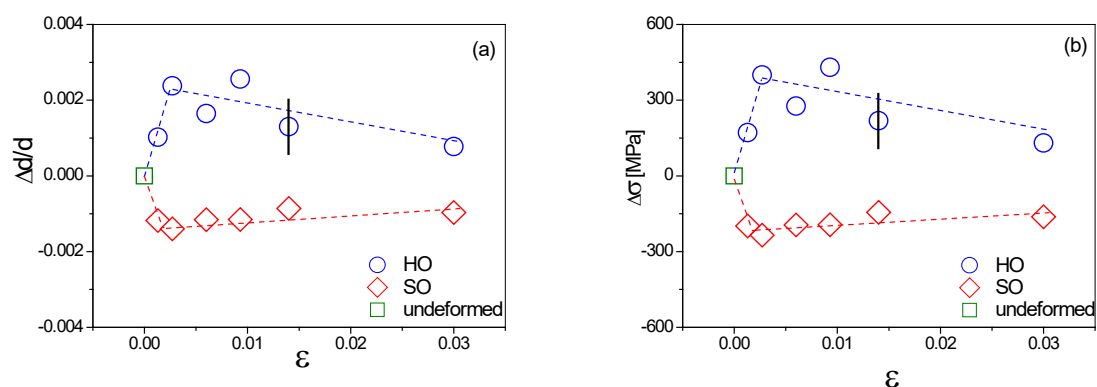 0.004
(a)
0.002
0.000
-0.002
-0.004
Δd/d
HO
SO
undeformed
0.00
0.01
0.02
0.03
ε
600
(b)
300
0
-300
-600
Δσ [MPa]
HO
SO
undeformed
0.00
0.01
0.02
0.03
ε